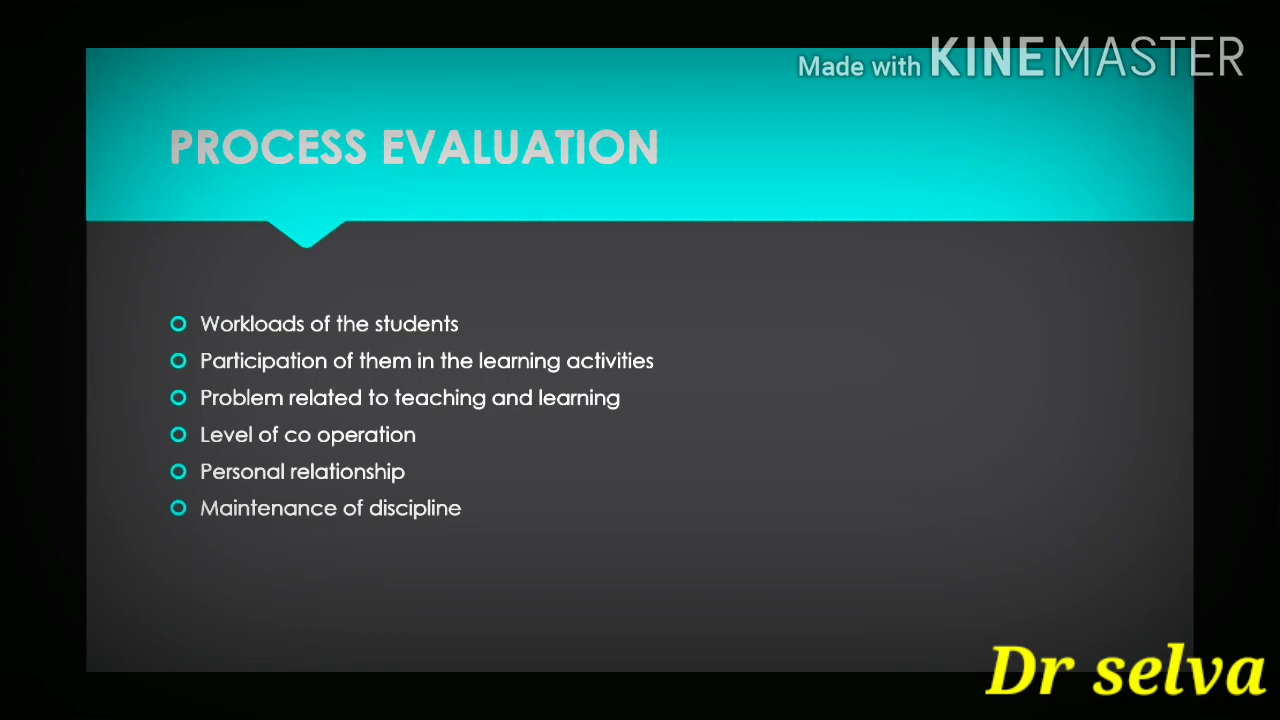 Made with KINEMASTER
PROCESS EVALUATION
Workloads of the students
Participation of them in the learning activities
Problem related to teaching and learning
Level of co operation
Personal relationship
Maintenance of discipline
Dr selva